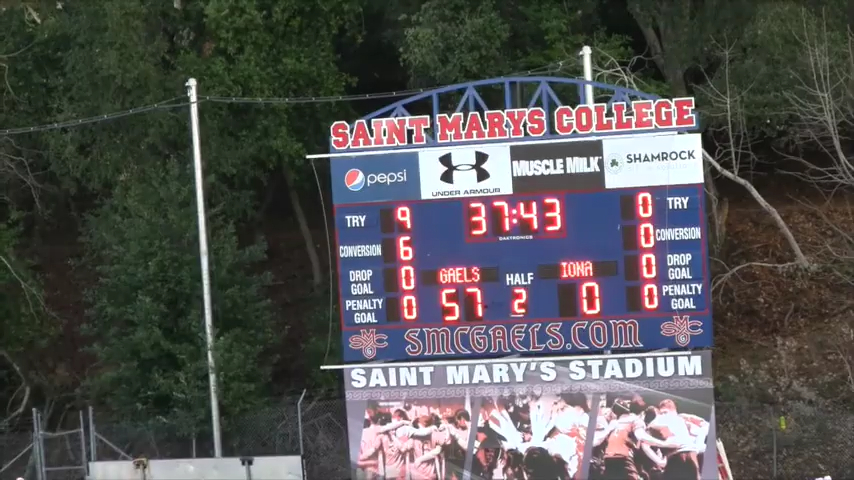 SAINT MARYS COLLEGE
pepsi UNDER ARMOUR MUSCLE MILK SHAMROCK
TRY 9 37:43 0 TRY
DAKTRONICS
CONVERSION 6 0 CONVERSION
DROP GOAL 0 GAELS HALF IONA 0 DROP GOAL
PENALTY GOAL 0 57 2 0 0 PENALTY GOAL
SMCGAELS.COM
SAINT MARY'S STADIUM